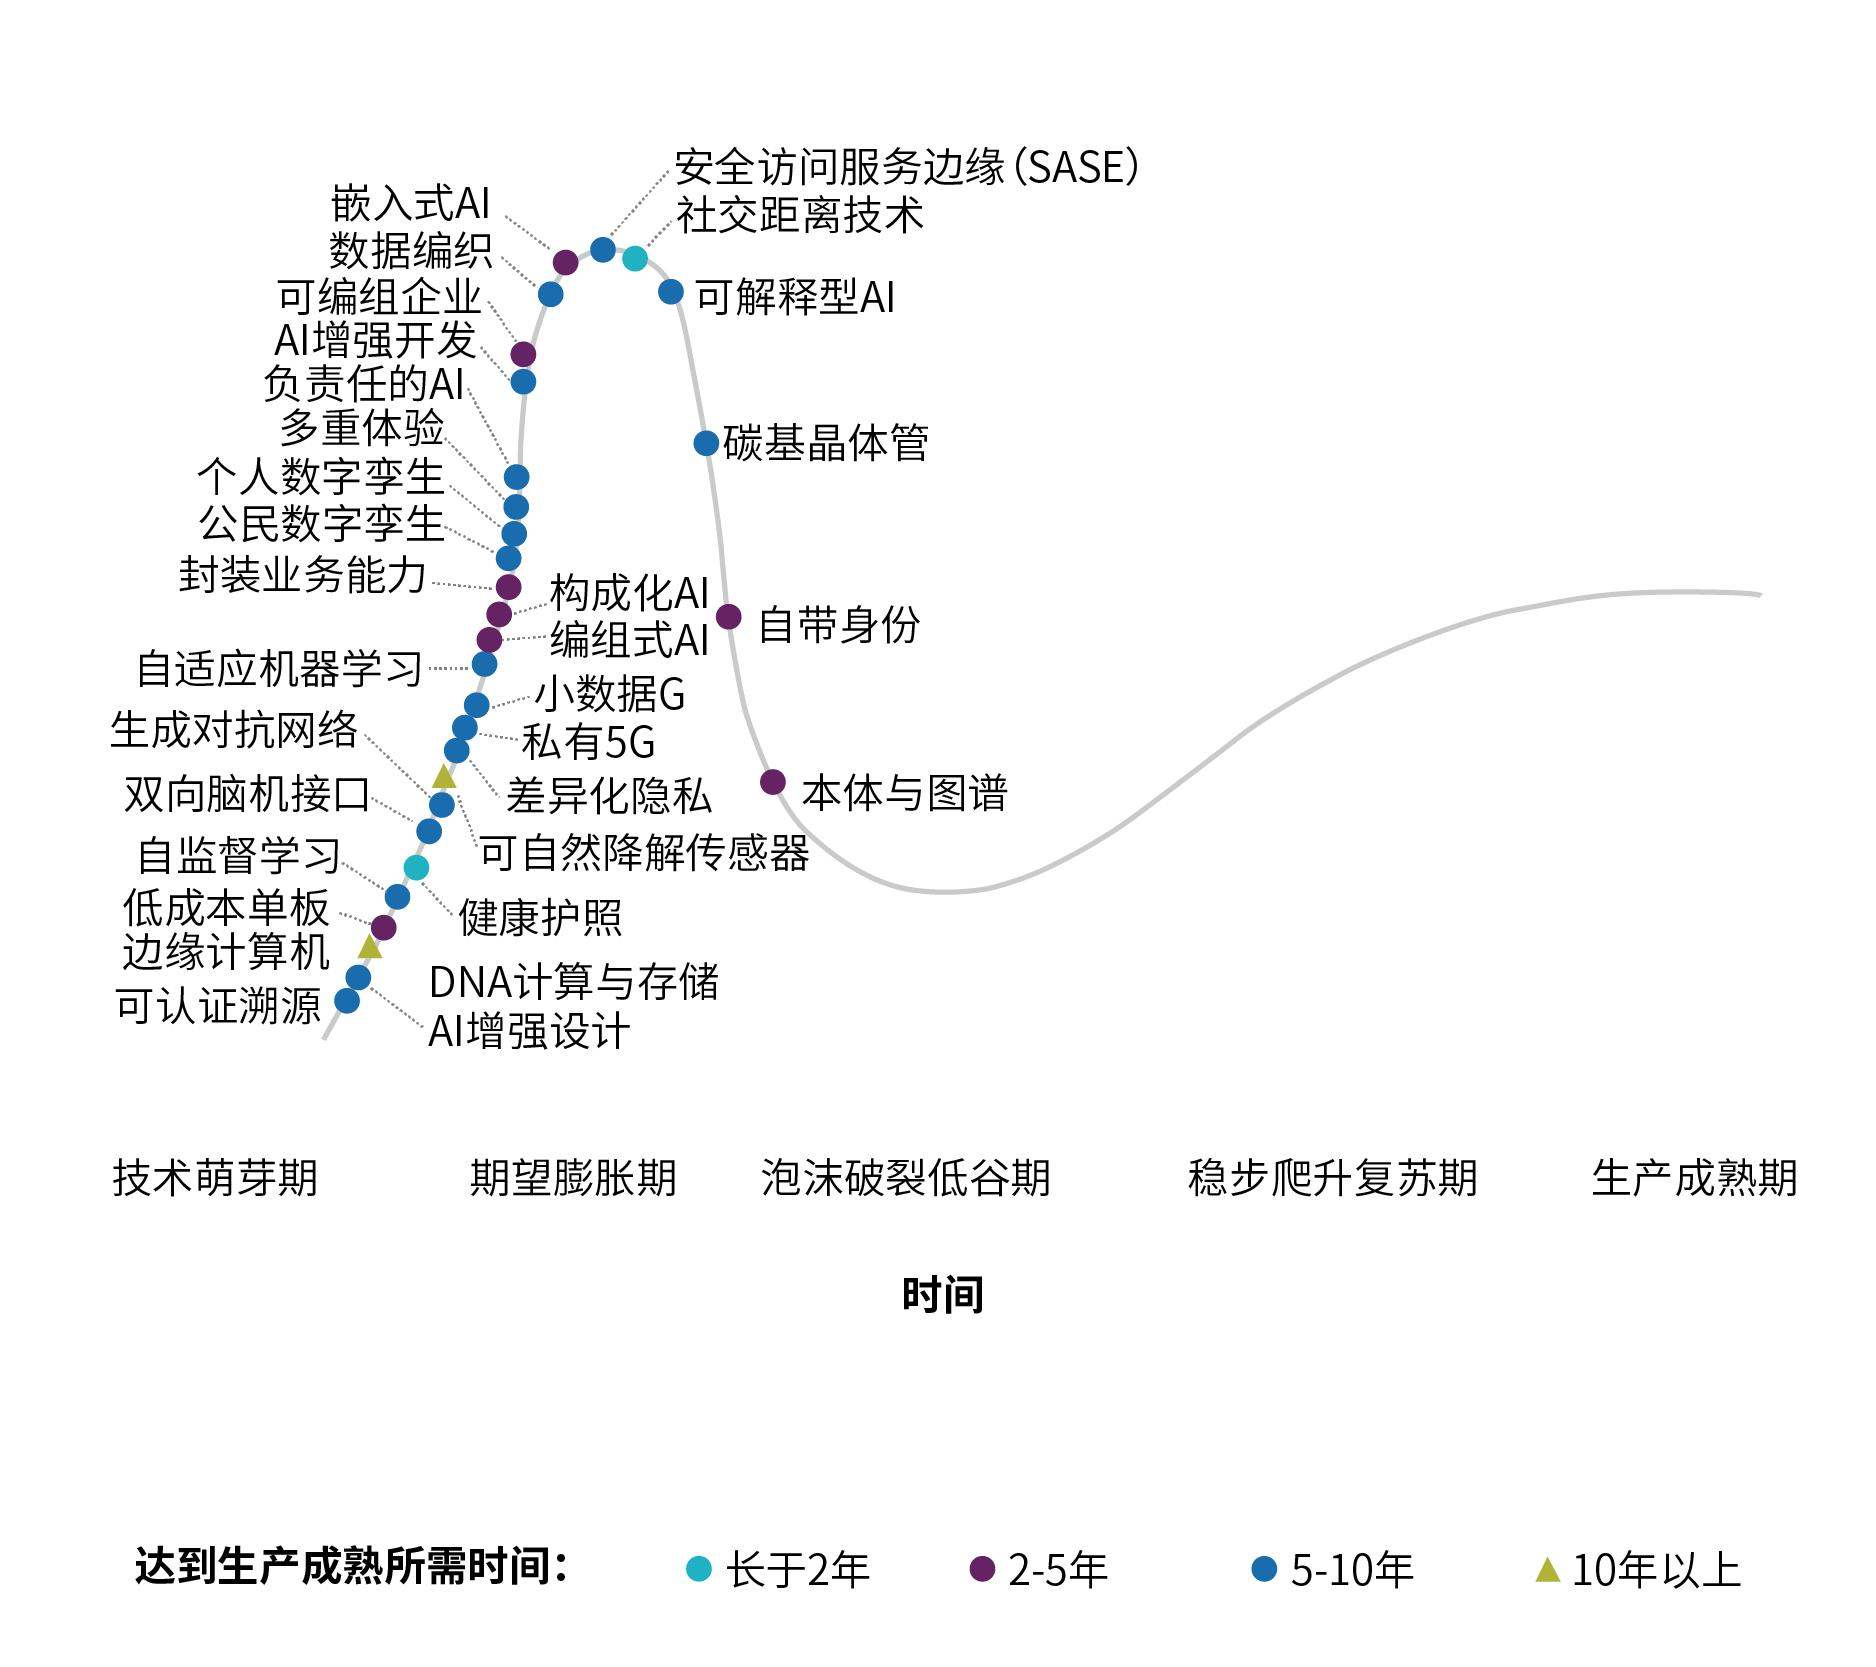 安全访问服务边缘（SASE）
嵌入式AI
社交距离技术
数据编织
可编组企业
可解释型AI
AI增强开发
负责任的AI
多重体验
碳基晶体管
个人数字孪生
公民数字孪生
封装业务能力
构成化AI
自带身份
编组式AI
自适应机器学习
小数据G
生成对抗网络
私有5G
双向脑机接口
差异化隐私
本体与图谱
自监督学习
可自然降解传感器
低成本单板
健康护照
边缘计算机
DNA计算与存储
可认证溯源
AI增强设计
技术萌芽期
期望膨胀期
泡沫破裂低谷期
稳步爬升复苏期
生产成熟期
时间
达到生产成熟所需时间：
长于2年
2-5年
5-10年
10年以上